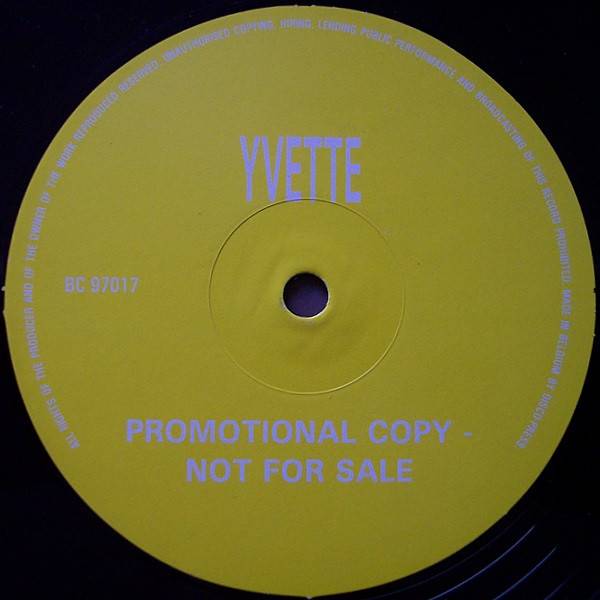 ALL RIGHTS OF THE PRODUCER AND OF THE OWNER OF THE WORK REPRODUCED RESERVED. UNAUTHORISED COPYING, HIRING, LENDING PUBLIC PERFORMANCE AND BROADCASTING OF THIS RECORD PROHIBITED. MADE IN BELGIUM BY DISCO-PRESS.
YVETTE
BC 97017
PROMOTIONAL COPY -
NOT FOR SALE